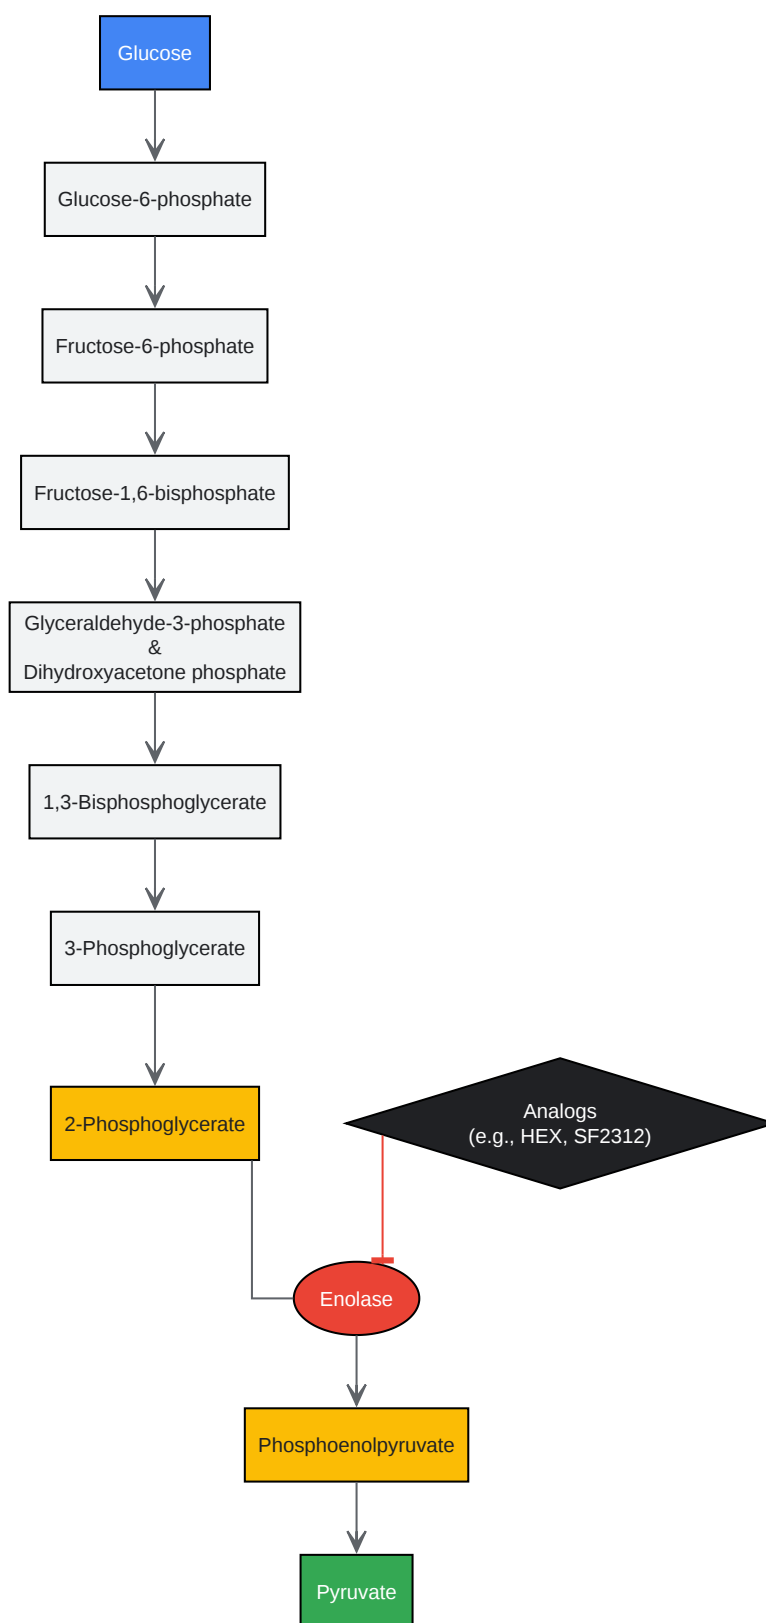 Glucose
Glucose-6-phosphate
Fructose-6-phosphate
Fructose-1,6-bisphosphate
Glyceraldehyde-3-phosphate
&
Dihydroxyacetone phosphate
1,3-Bisphosphoglycerate
3-Phosphoglycerate
2-Phosphoglycerate
Analogs
(e.g., HEX, SF2312)
Enolase
Phosphoenolpyruvate
Pyruvate